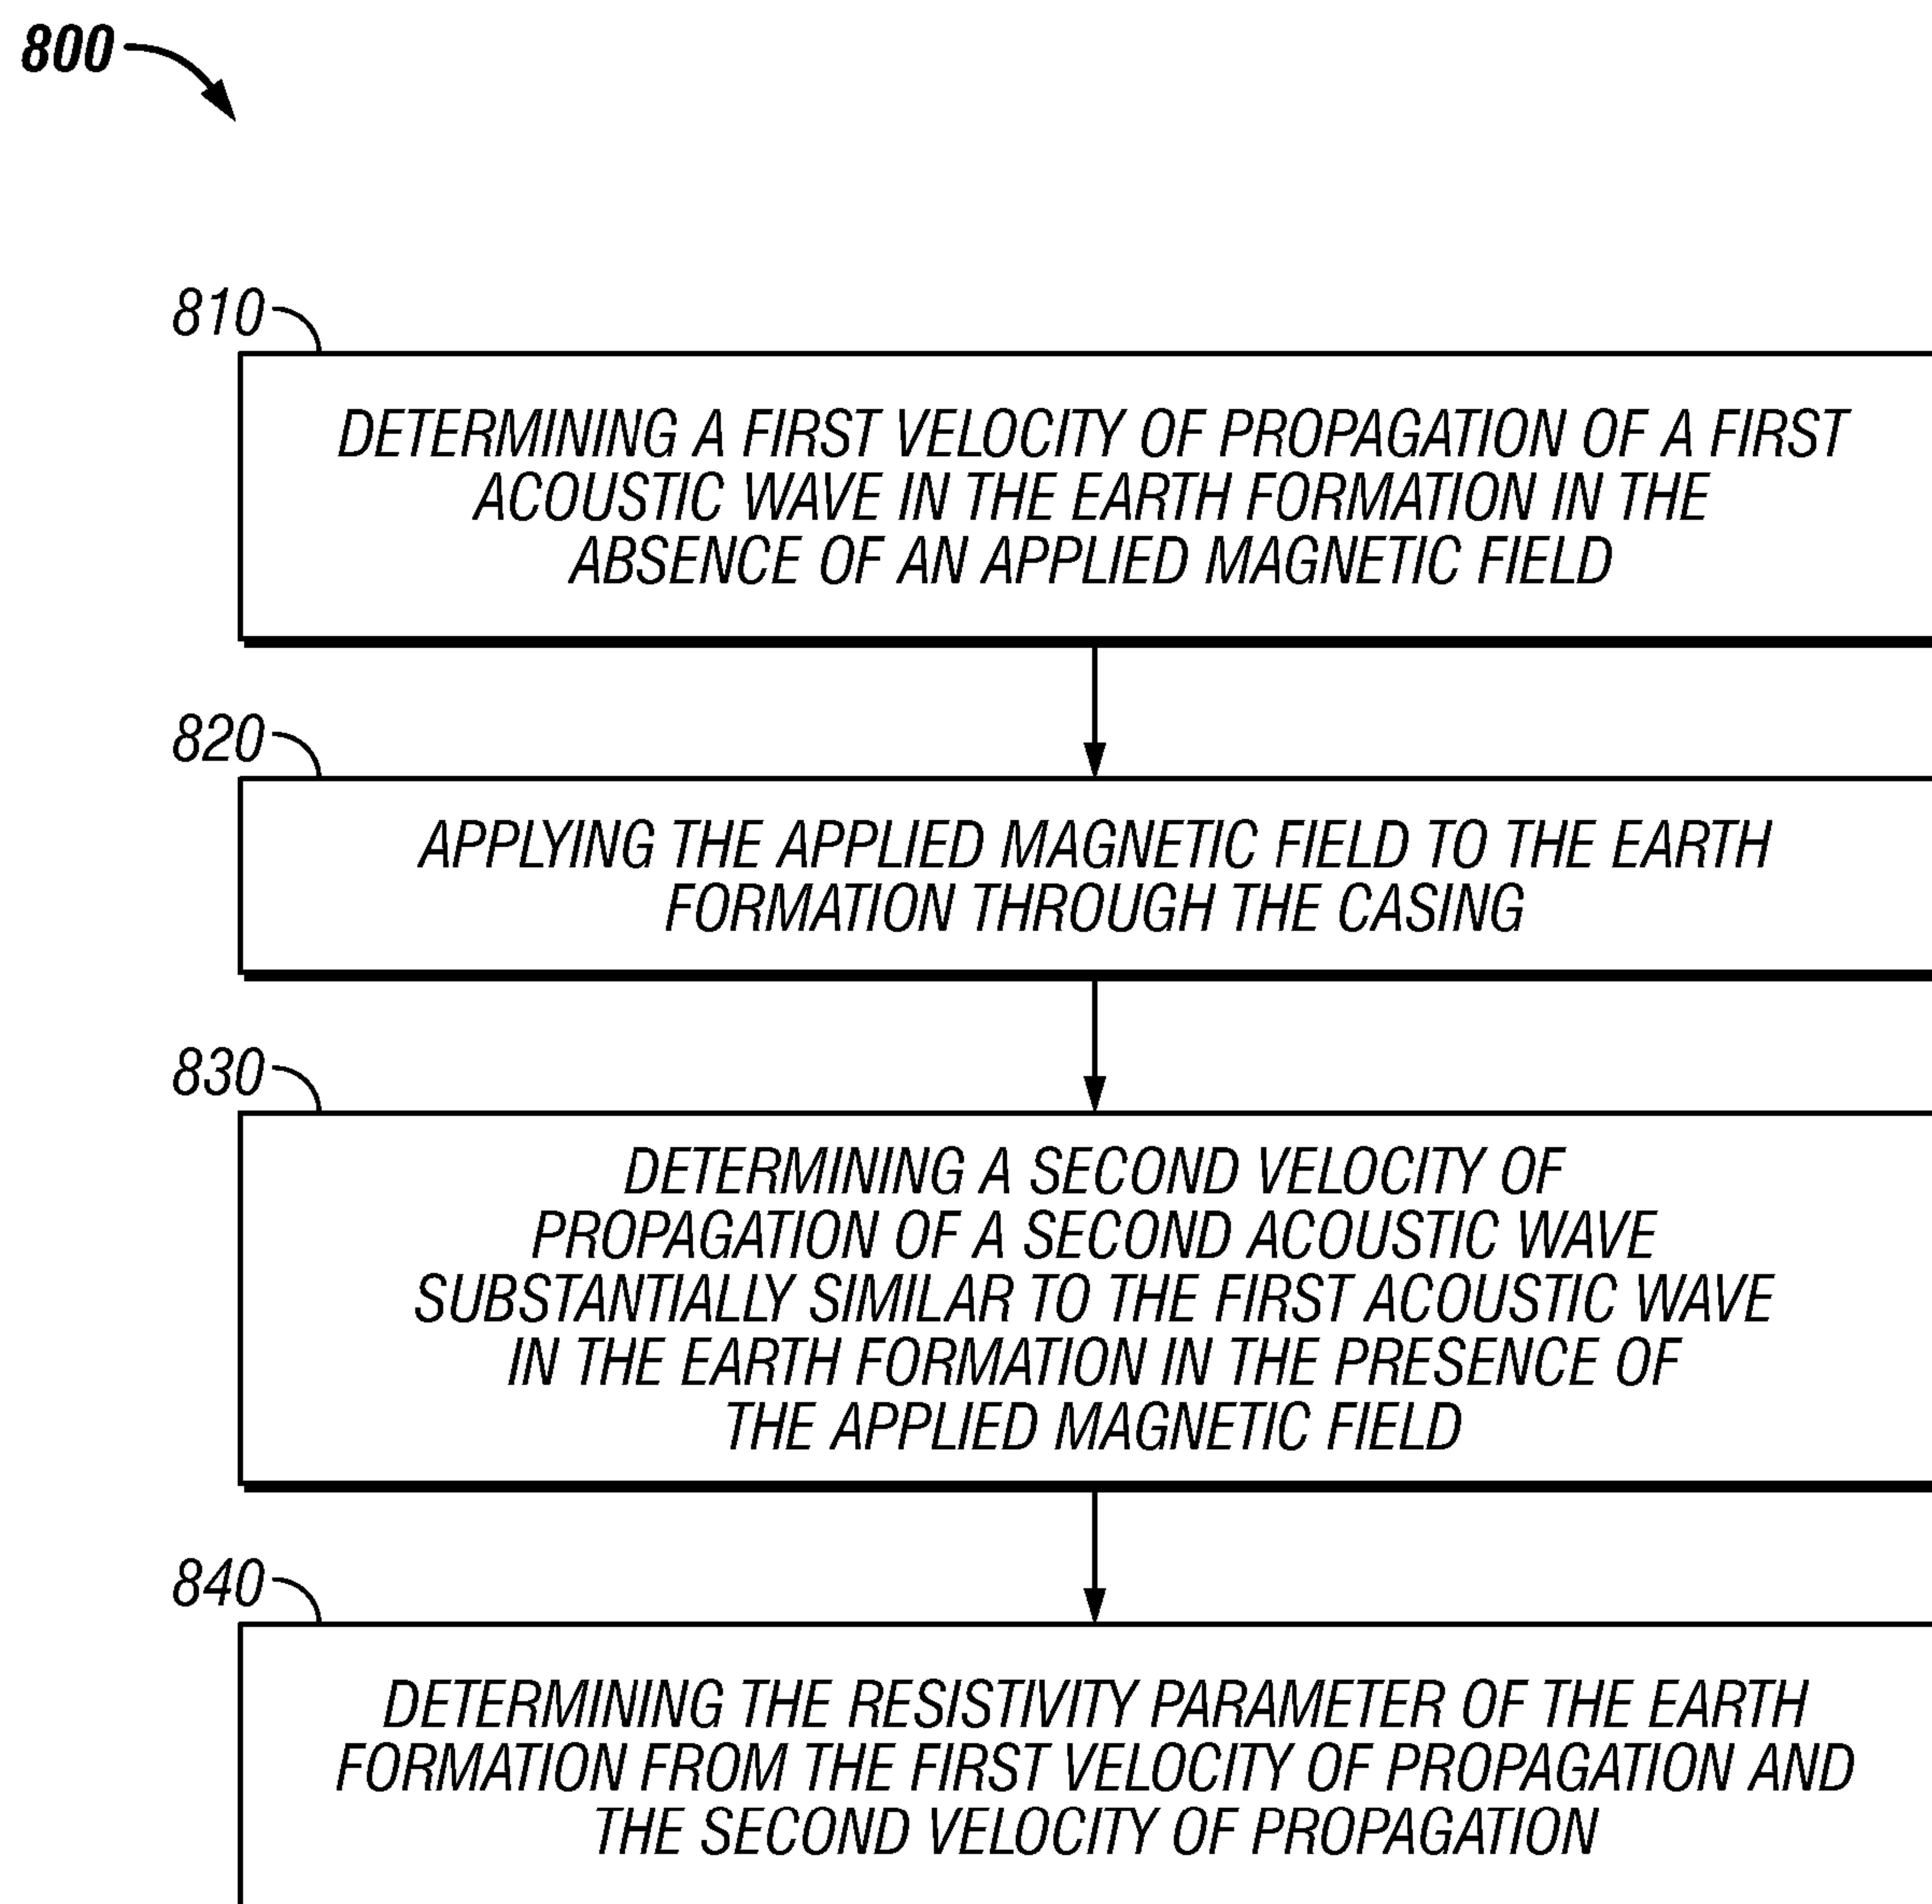 800
810
DETERMINING A FIRST VELOCITY OF PROPAGATION OF A FIRST
ACOUSTIC WAVE IN THE EARTH FORMATION IN THE
ABSENCE OF AN APPLIED MAGNETIC FIELD
820
APPLYING THE APPLIED MAGNETIC FIELD TO THE EARTH
FORMATION THROUGH THE CASING
830
DETERMINING A SECOND VELOCITY OF
PROPAGATION OF A SECOND ACOUSTIC WAVE
SUBSTANTIALLY SIMILAR TO THE FIRST ACOUSTIC WAVE
IN THE EARTH FORMATION IN THE PRESENCE OF
THE APPLIED MAGNETIC FIELD
840
DETERMINING THE RESISTIVITY PARAMETER OF THE EARTH
FORMATION FROM THE FIRST VELOCITY OF PROPAGATION AND
THE SECOND VELOCITY OF PROPAGATION